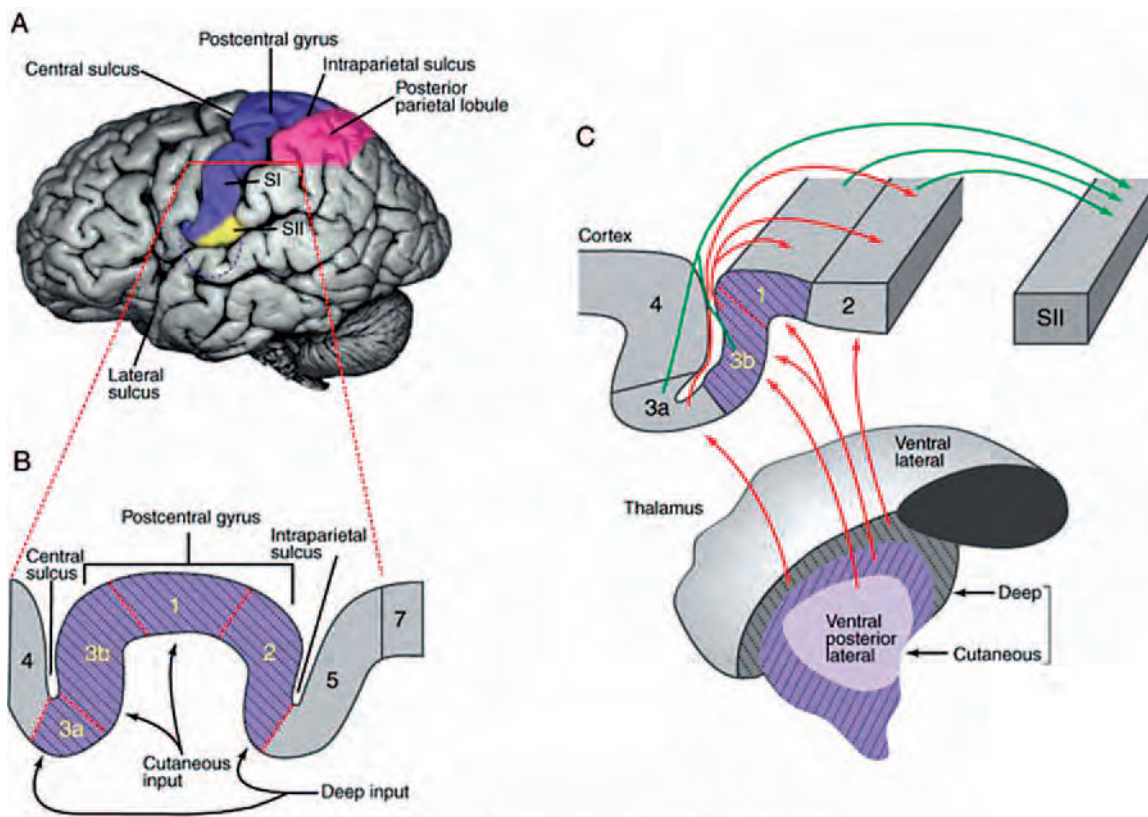 A
Postcentral gyrus
Central sulcus
Intraparietal sulcus
Posterior
parietal lobule
SI
SII
Lateral
sulcus
B
Postcentral gyrus
Intraparietal
sulcus
Central
sulcus
1
7
3b
2
4
5
3a
Cutaneous
input
Deep input
C
Cortex
4
1
2
SII
3b
3a
Ventral
lateral
Thalamus
Deep
Ventral
posterior
lateral
Cutaneous